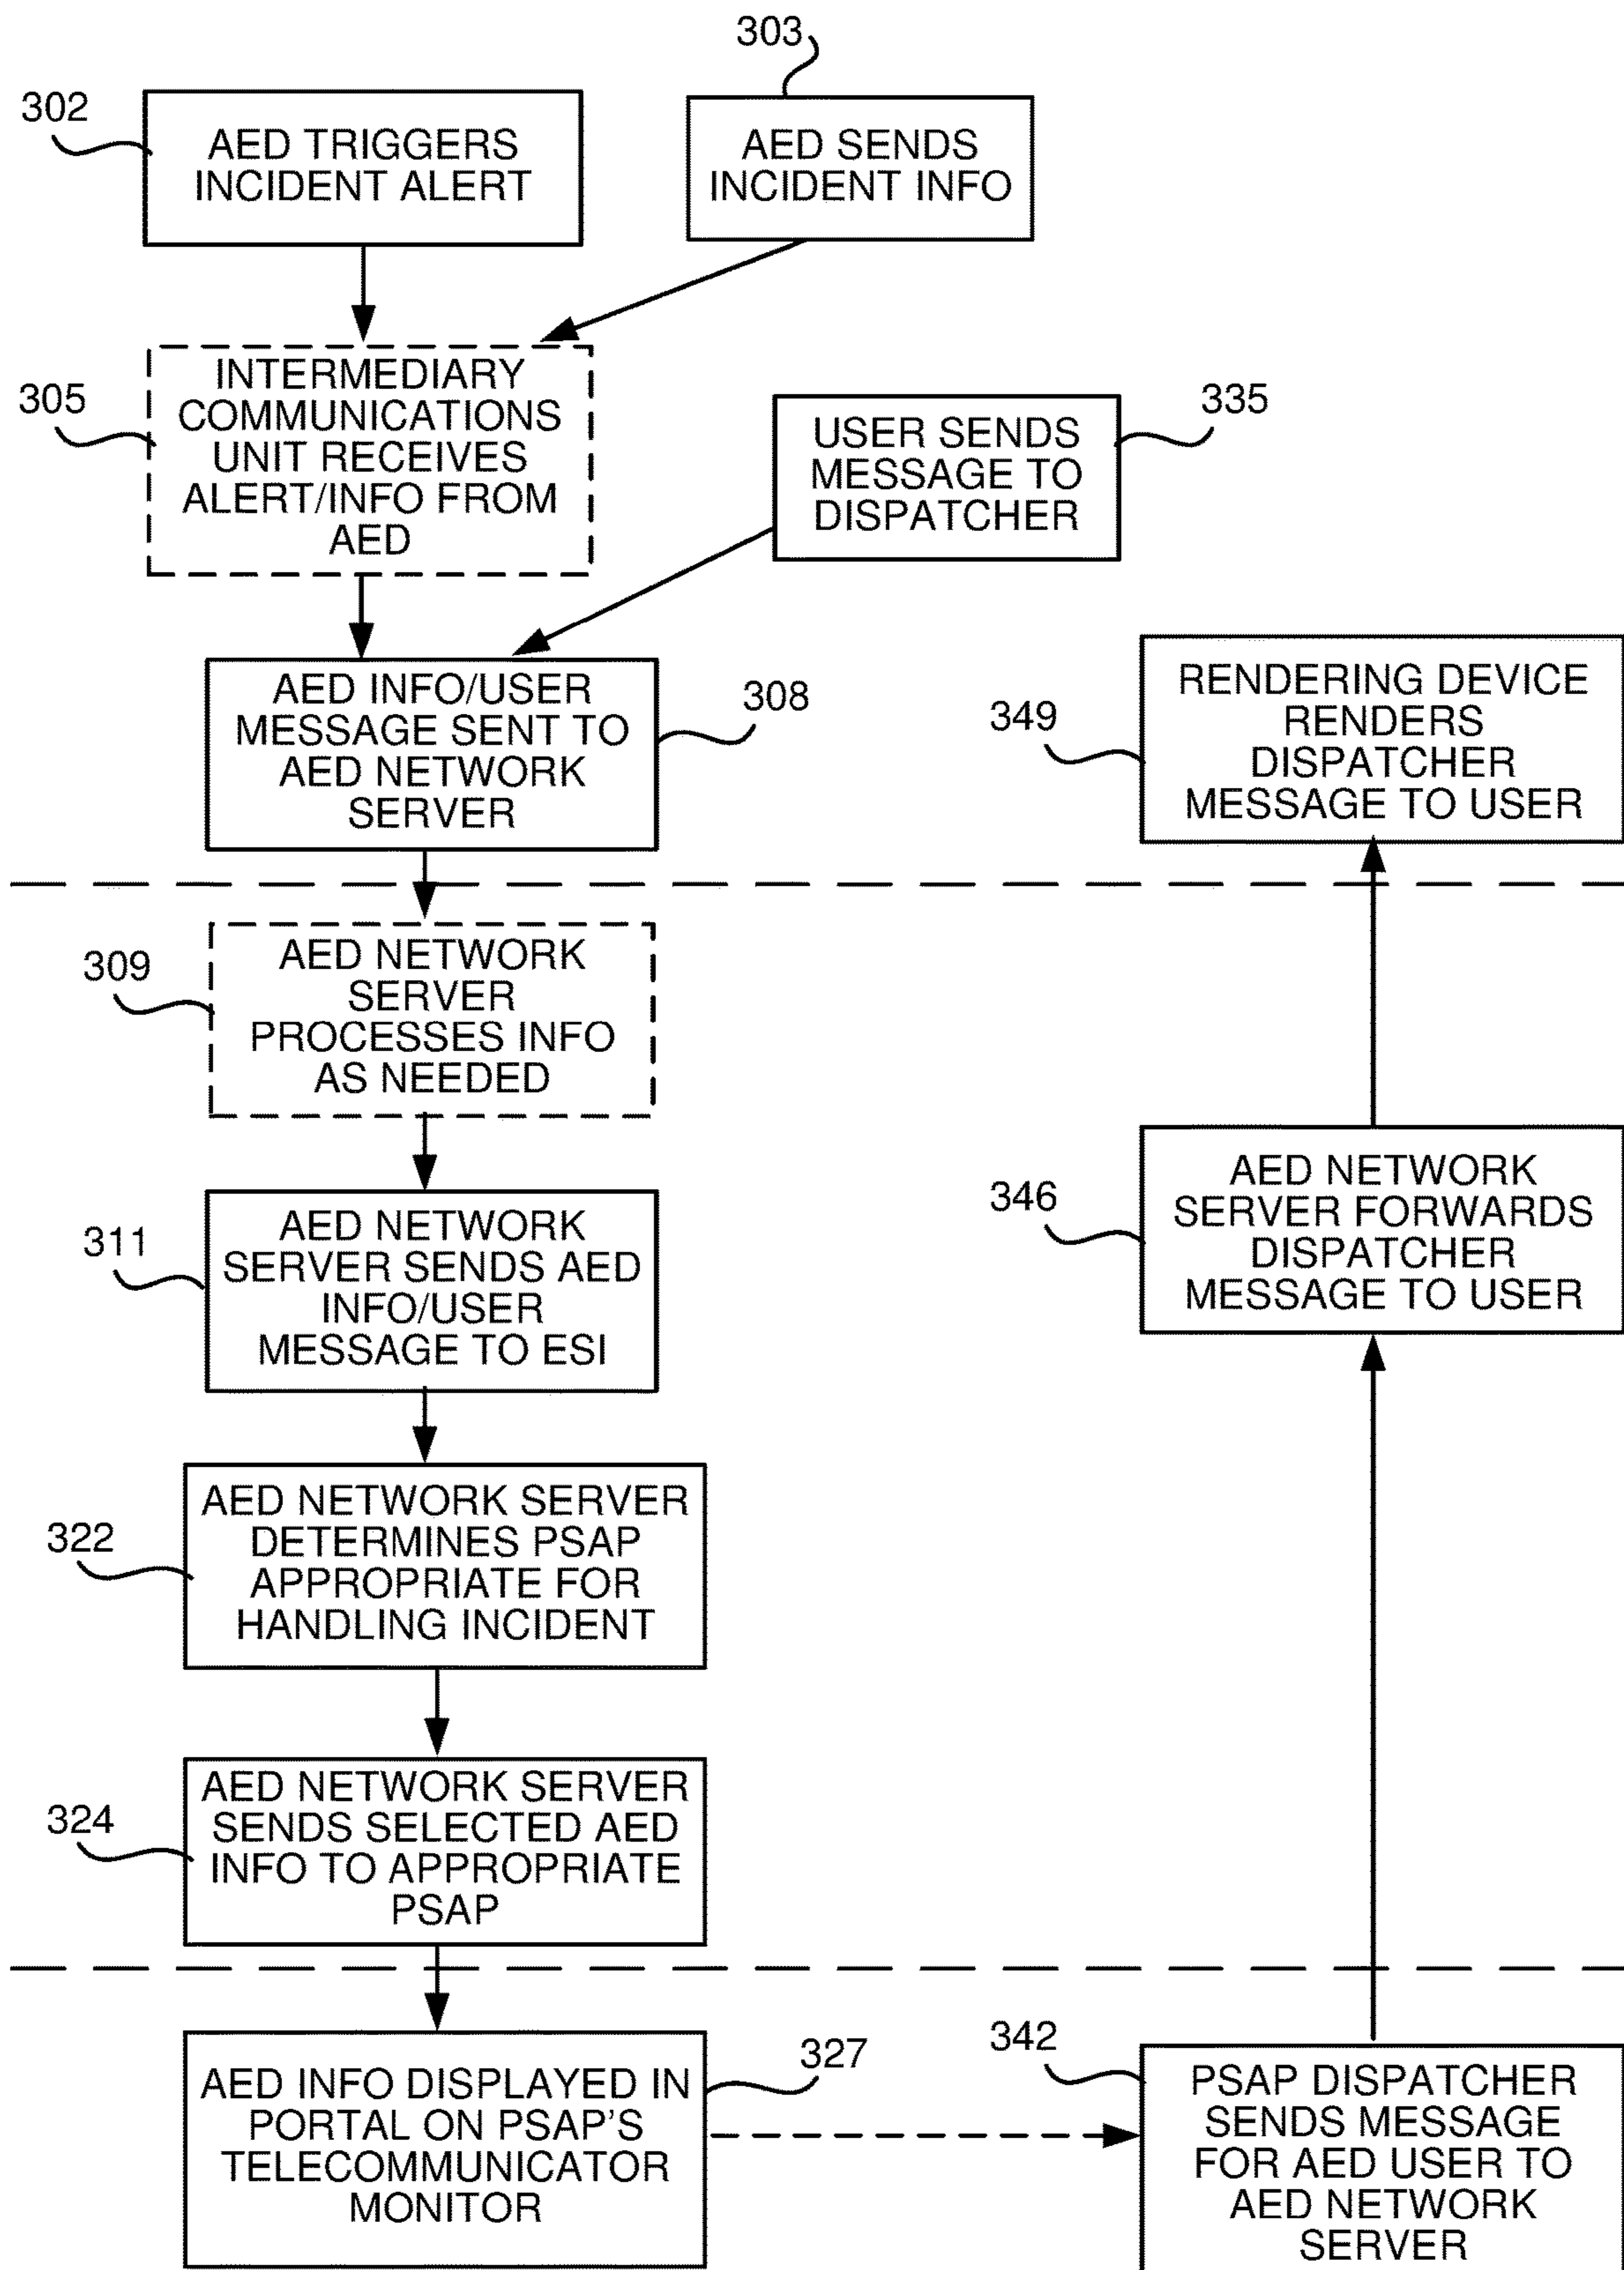 303
302
AED TRIGGERS
INCIDENT ALERT
AED SENDS
INCIDENT INFO
305
INTERMEDIARY
COMMUNICATIONS
UNIT RECEIVES
ALERT/INFO FROM
AED
335
USER SENDS
MESSAGE TO
DISPATCHER
308
AED INFO/USER
MESSAGE SENT TO
AED NETWORK
SERVER
349
RENDERING DEVICE
RENDERS
DISPATCHER
MESSAGE TO USER
309
AED NETWORK
SERVER
PROCESSES INFO
AS NEEDED
311
AED NETWORK
SERVER SENDS AED
INFO/USER
MESSAGE TO ESI
346
AED NETWORK
SERVER FORWARDS
DISPATCHER
MESSAGE TO USER
322
AED NETWORK SERVER
DETERMINES PSAP
APPROPRIATE FOR
HANDLING INCIDENT
324
AED NETWORK SERVER
SENDS SELECTED AED
INFO TO APPROPRIATE
PSAP
327
AED INFO DISPLAYED IN
PORTAL ON PSAP'S
TELECOMMUNICATOR
MONITOR
342
PSAP DISPATCHER
SENDS MESSAGE
FOR AED USER TO
AED NETWORK
SERVER